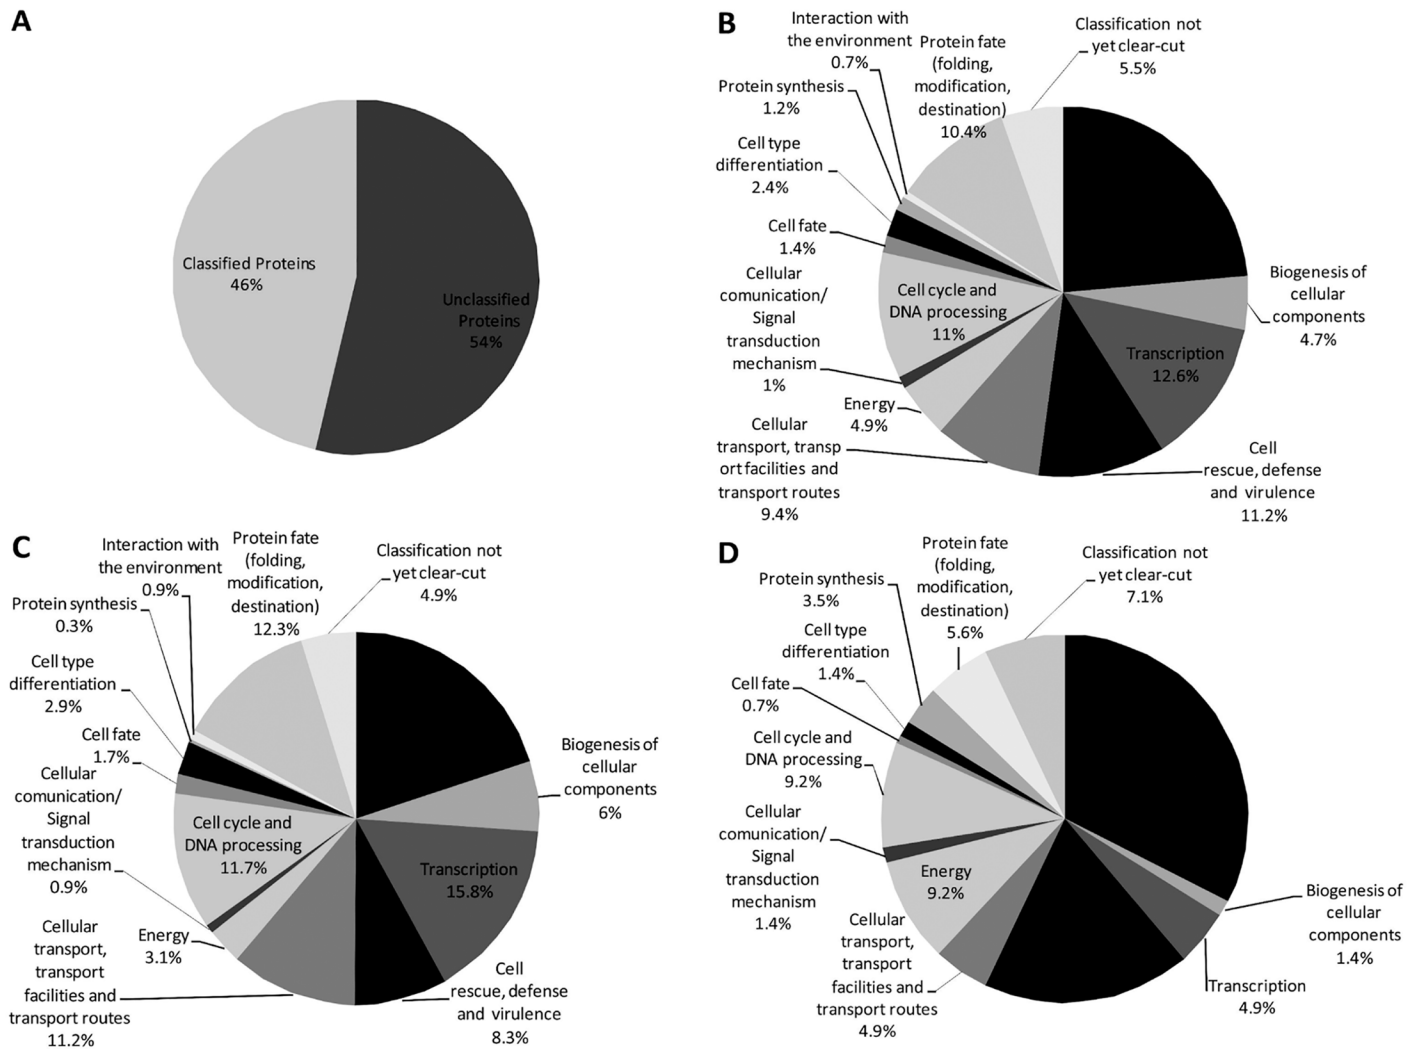 A
Classified Proteins
46%
Unclassified
Proteins
54%
B
Interaction with
the environment
0.7%
Protein fate
(folding,
modification,
destination)
10.4%
Classification not
yet clear-cut
5.5%
Protein synthesis
1.2%
Cell type
differentiation
2.4%
Cell fate
1.4%
Cellular
comunication/
Signal
transduction
mechanism
1%
Cell cycle and
DNA processing
11%
Biogenesis of
cellular
components
4.7%
Transcription
12.6%
Energy
4.9%
Cellular
transport, transp
ort facilities and
transport routes
9.4%
Cell
rescue, defense
and virulence
11.2%
C
Interaction with
the environment
0.9%
Protein fate
(folding,
modification,
destination)
12.3%
Classification not
yet clear-cut
4.9%
Protein synthesis
0.3%
Cell type
differentiation
2.9%
Cell fate
1.7%
Cellular
comunication/
Signal
transduction
mechanism
0.9%
Cell cycle and
DNA processing
11.7%
Biogenesis of
cellular
components
6%
Transcription
15.8%
Energy
3.1%
Cellular
transport, transport
facilities and
transport routes
11.2%
Cell
rescue, defense
and virulence
8.3%
D
Protein fate
(folding,
modification,
destination)
5.6%
Classification not
yet clear-cut
7.1%
Protein synthesis
3.5%
Cell type
differentiation
1.4%
Cell fate
0.7%
Cell cycle and
DNA processing
9.2%
Cellular
comunication/
Signal
transduction
mechanism
1.4%
Energy
9.2%
Cellular
transport,
transport
facilities and
transport routes
4.9%
Biogenesis of
cellular
components
1.4%
Transcription
4.9%